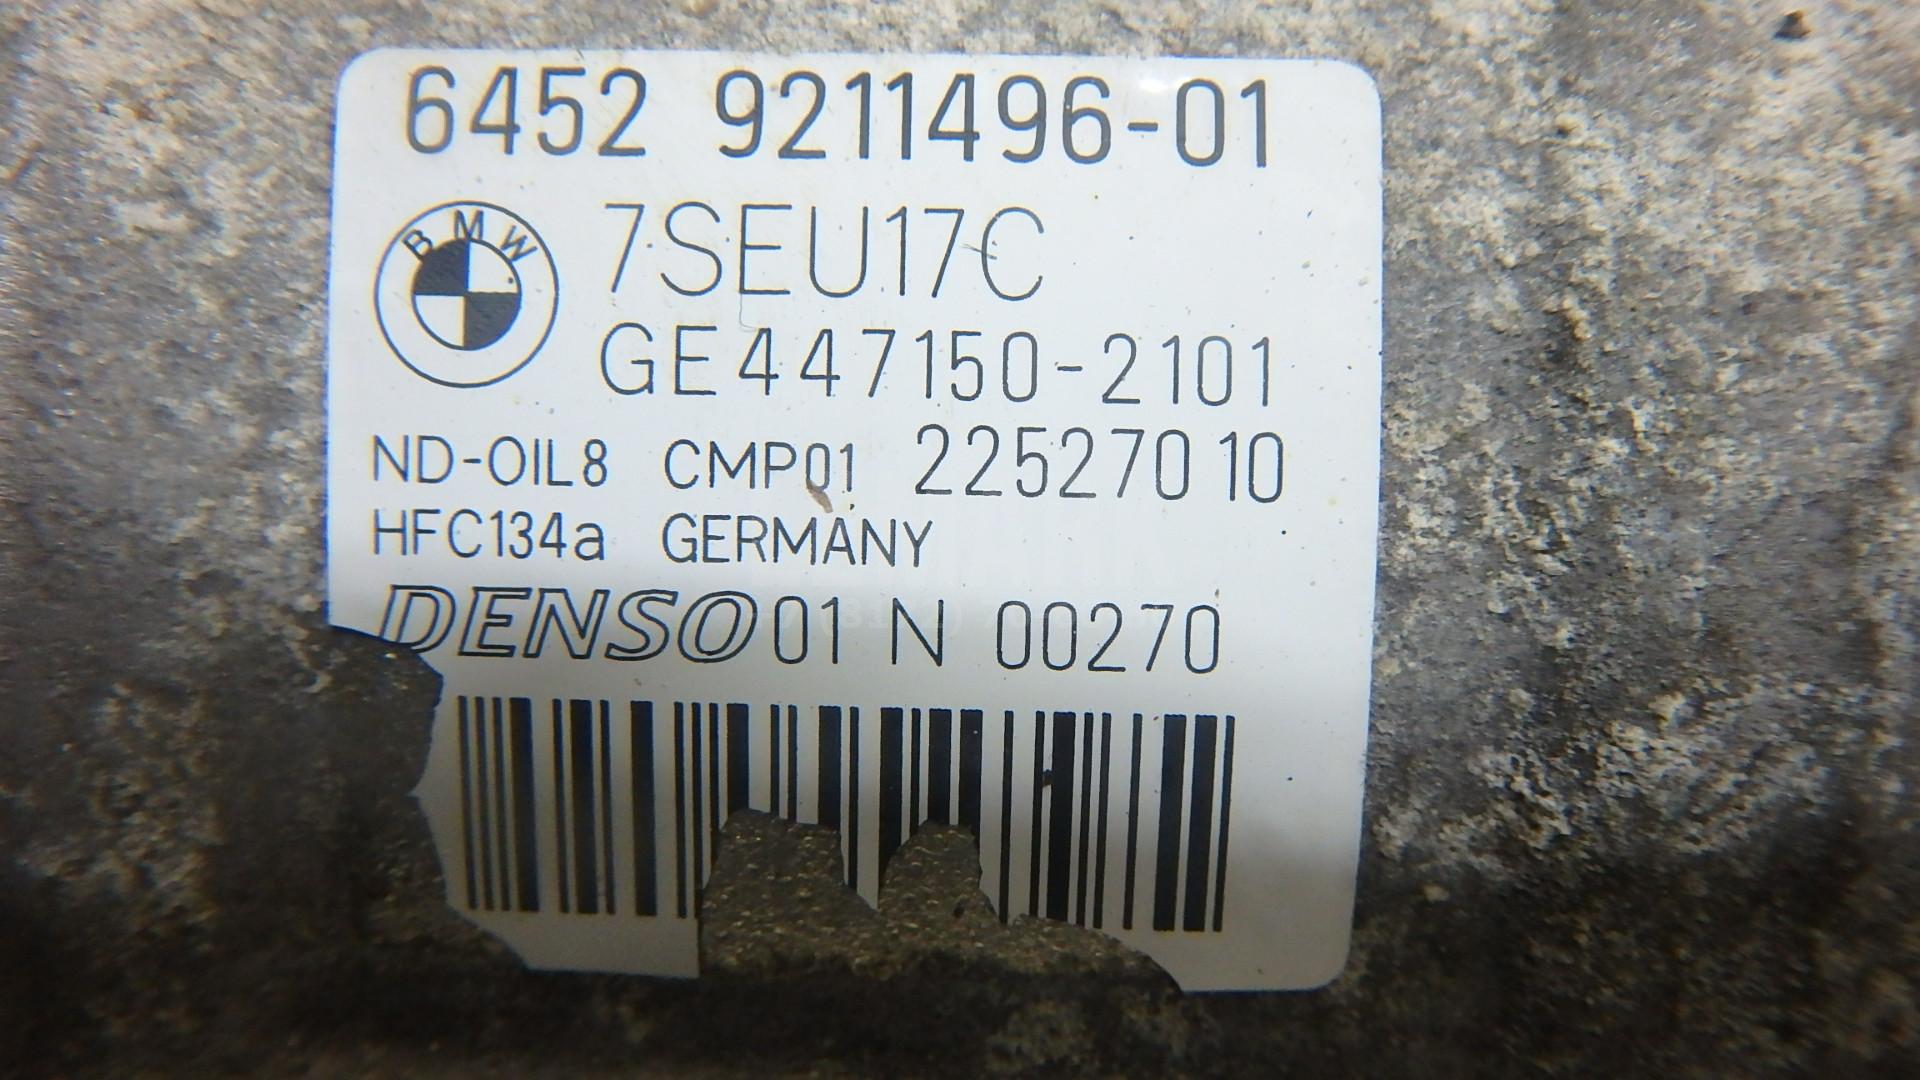 6452 9211496-01
BMW
7SEU17C
GE447150-2101
ND-OIL8 CMP01 22527010
HFC134a GERMANY
DENSO 01 N 00270